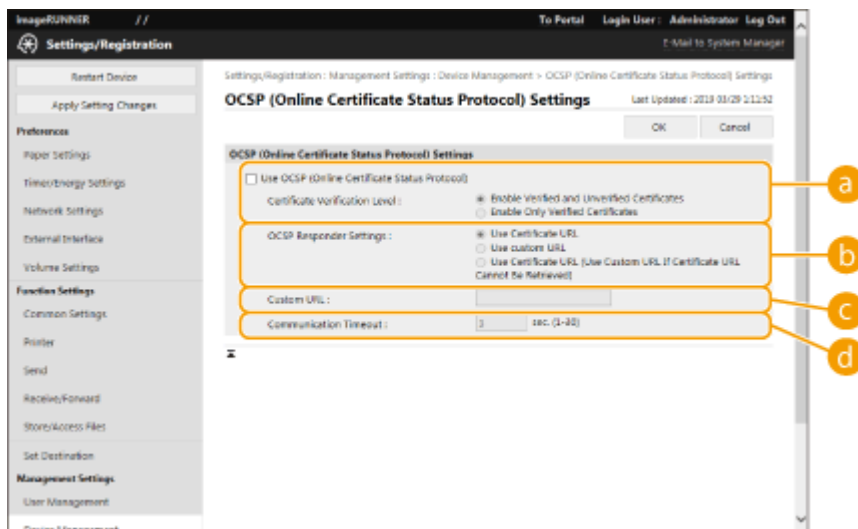 imageRUNNER // To Portal Login User : Administrator Log Out
Settings/Registration E-Mail to System Manager
Restart Device
Apply Setting Changes
Preferences
Paper Settings
Timer/Energy Settings
Network Settings
External Interface
Volume Settings
Function Settings
Common Settings
Printer
Send
Receive/Forward
Store/Access Files
Set Destination
Management Settings
User Management
Device Management
Settings/Registration : Management Settings : Device Management > OCSP (Online Certificate Status Protocol) Settings
OCSP (Online Certificate Status Protocol) Settings Last Updated : 2019 03/29 1:11:52
OK Cancel
OCSP (Online Certificate Status Protocol) Settings
Use OCSP (Online Certificate Status Protocol)
Certificate Verification Level : Enable Verified and Unverified Certificates
Enable Only Verified Certificates
a
OCSP Responder Settings : Use Certificate URL
Use custom URL
Use Certificate URL (Use Custom URL If Certificate URL
Cannot Be Retrieved)
b
Custom URL :
c
Communication Timeout : 3 sec. (1-30)
d